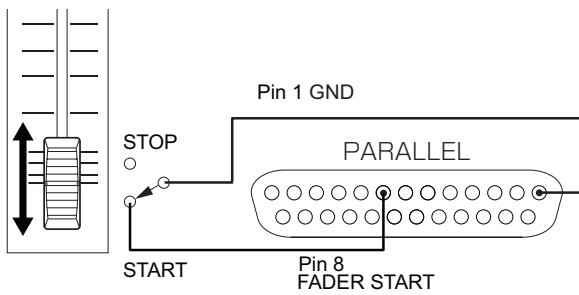 Pin 1 GND
STOP
PARALLEL
START
Pin 8
FADER START